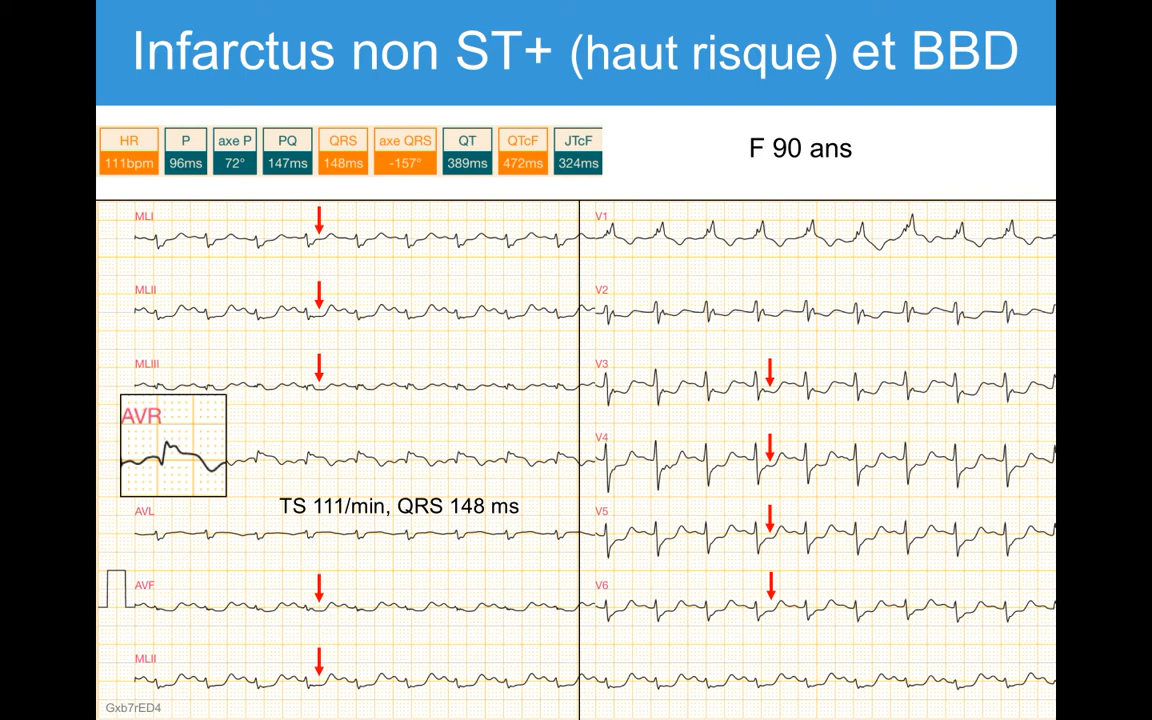 Infarctus non ST+ (haut risque) et BBD
HR P axe P PQ QRS axe QRS QT QTcF JTcF
111bpm 96ms 72° 147ms 148ms -157° 389ms 472ms 324ms
F 90 ans
MLI
MLII
MLIII
AVR
TS 111/min, QRS 148 ms
AVL
AVF
MLII
Gxb7rED4
V1
V2
V3
V4
V5
V6